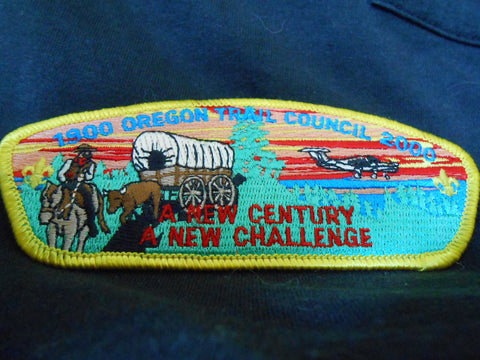 1900 OREGON TRAIL COUNCIL 2000
A NEW CENTURY
A NEW CHALLENGE